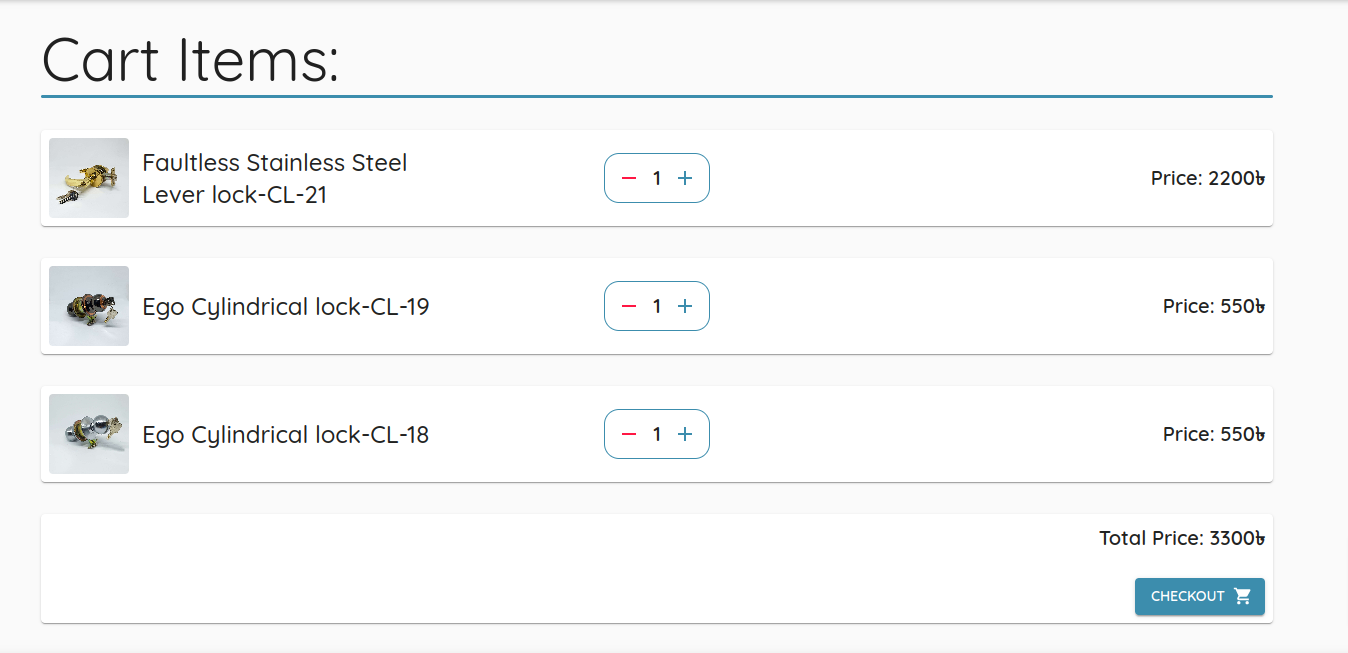 Cart Items:
Faultless Stainless Steel
Lever lock-CL-21
1
Price: 2200৳
Ego Cylindrical lock-CL-19
1
Price: 550৳
Ego Cylindrical lock-CL-18
1
Price: 550৳
Total Price: 3300৳
CHECKOUT